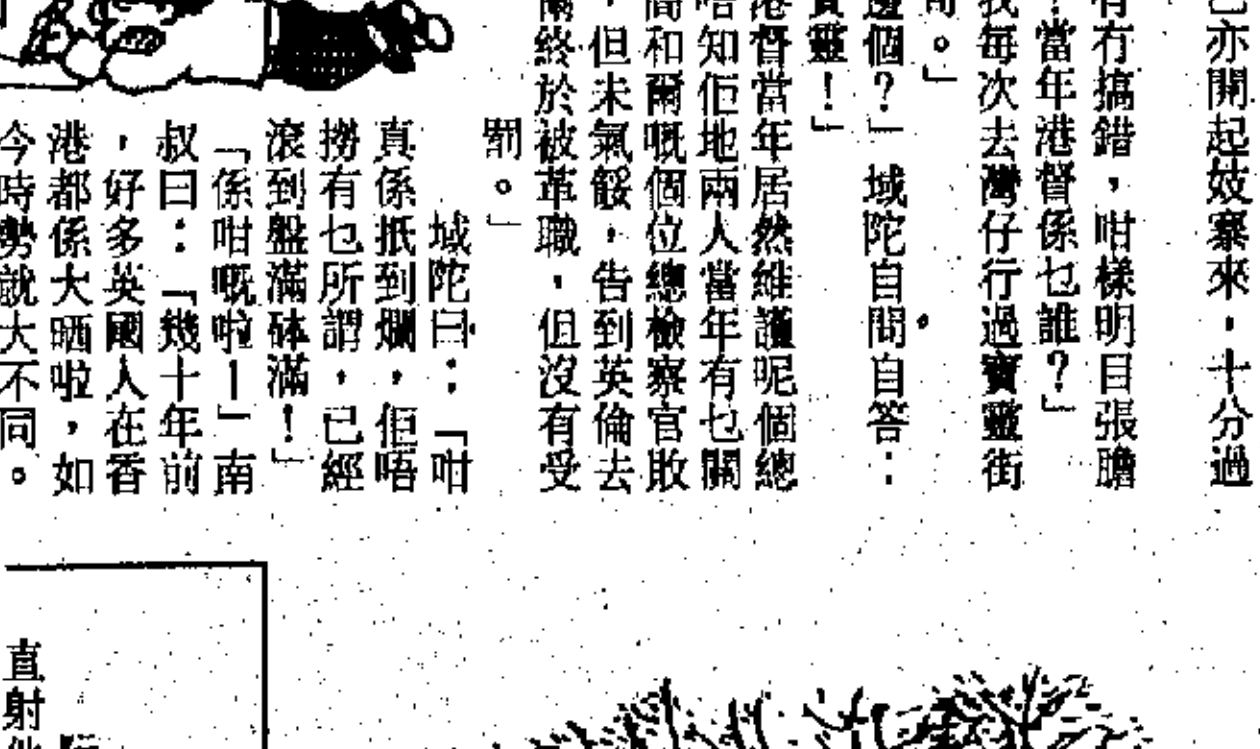 亦開起妓寨來，十分過
冇搞錯，咁樣明目張膽
？當年港督係乜誰？」
我每次去灣仔行過寶靈街
。」
邊個？」域陀自問自答：
寶靈！」
港督當年居然維護呢個總
唔知佢地兩人當年有乜關
和爾嘅個位總檢察官敗
，但未氣餒，告到英倫去
爾終於被革職，但沒有受
罰。」
域陀曰：「咁
真係抵到爛，佢唔
撈有乜所謂，已經
滾到盤滿砵滿！」
「係咁嘅啦！」南
叔曰：「幾十年前
，好多英國人在香
港都係大晒啦，如
今時勢就大不同。
直射